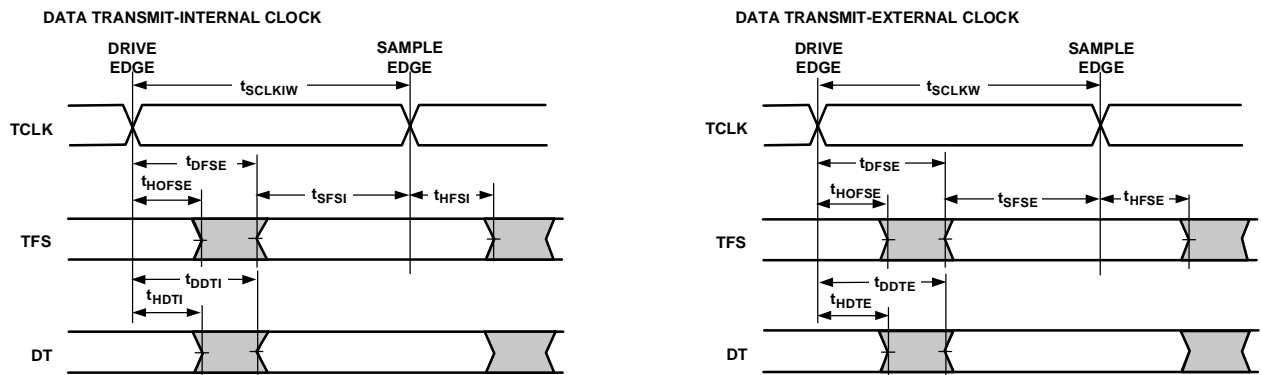 DATA TRANSMIT-INTERNAL CLOCK
DRIVE
EDGE
SAMPLE
EDGE
tSCLKIW
TCLK
tDFSE
tHOFSE
tSFSI
tHFSI
TFS
tDDTI
tHDTI
DT
DATA TRANSMIT-EXTERNAL CLOCK
DRIVE
EDGE
SAMPLE
EDGE
tSCLKW
TCLK
tDFSE
tHOFSE
tSFSE
tHFSE
TFS
tDDTE
tHDTE
DT